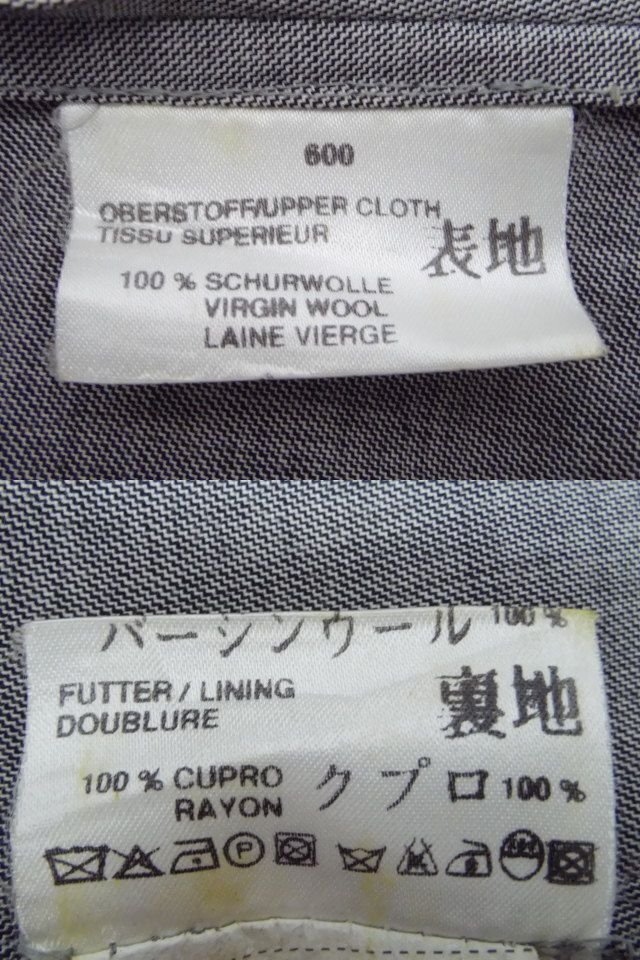 600
OBERSTOFF/UPPER CLOTH
TISSU SUPERIEUR
表地
100 % SCHURWOLLE
VIRGIN WOOL
LAINE VIERGE
バージンウール 100 %
FUTTER / LINING
DOUBLURE
裏地
100 % CUPRO
RAYON
クプロ 100 %
P